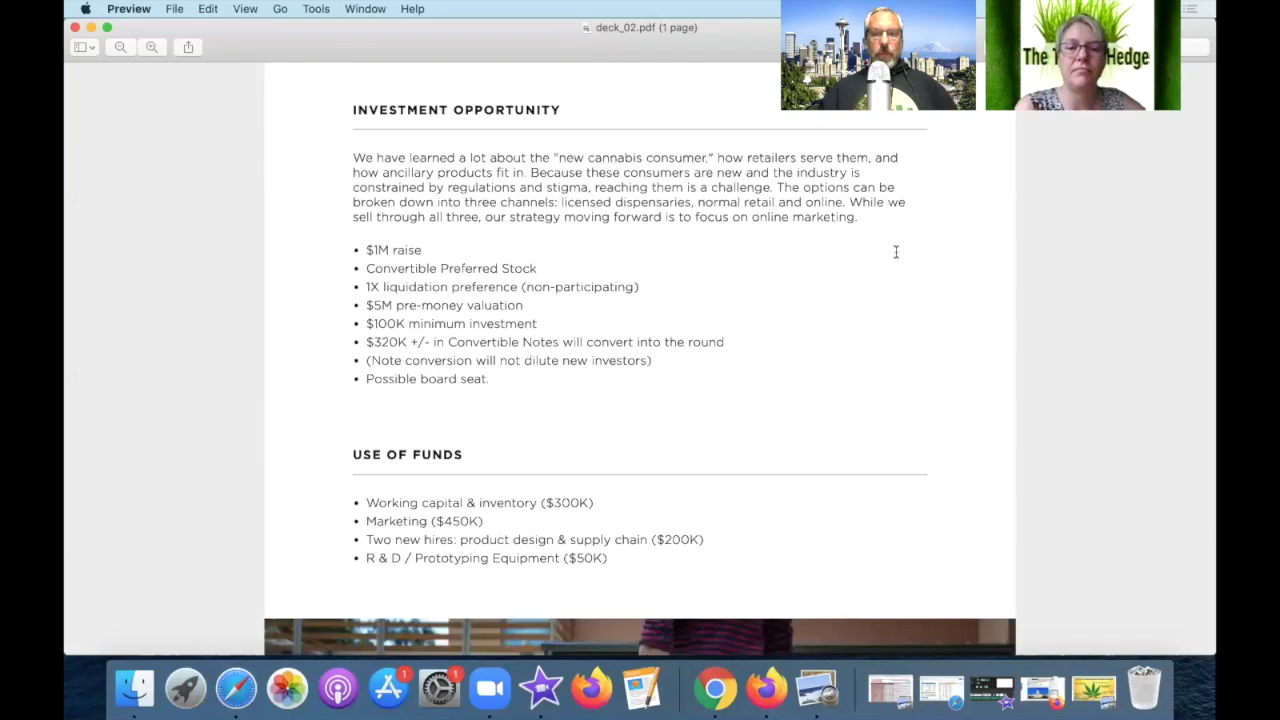 Preview File Edit View Go Tools Window Help
deck_02.pdf (1 page)
The Hedge
INVESTMENT OPPORTUNITY
We have learned a lot about the "new cannabis consumer," how retailers serve them, and
how ancillary products fit in. Because these consumers are new and the industry is
constrained by regulations and stigma, reaching them is a challenge. The options can be
broken down into three channels: licensed dispensaries, normal retail and online. While we
sell through all three, our strategy moving forward is to focus on online marketing.
• $1M raise
• Convertible Preferred Stock
• 1X liquidation preference (non-participating)
• $5M pre-money valuation
• $100K minimum investment
• $320K +/- in Convertible Notes will convert into the round
• (Note conversion will not dilute new investors)
• Possible board seat.
USE OF FUNDS
• Working capital & inventory ($300K)
• Marketing ($450K)
• Two new hires: product design & supply chain ($200K)
• R & D / Prototyping Equipment ($50K)
1
1